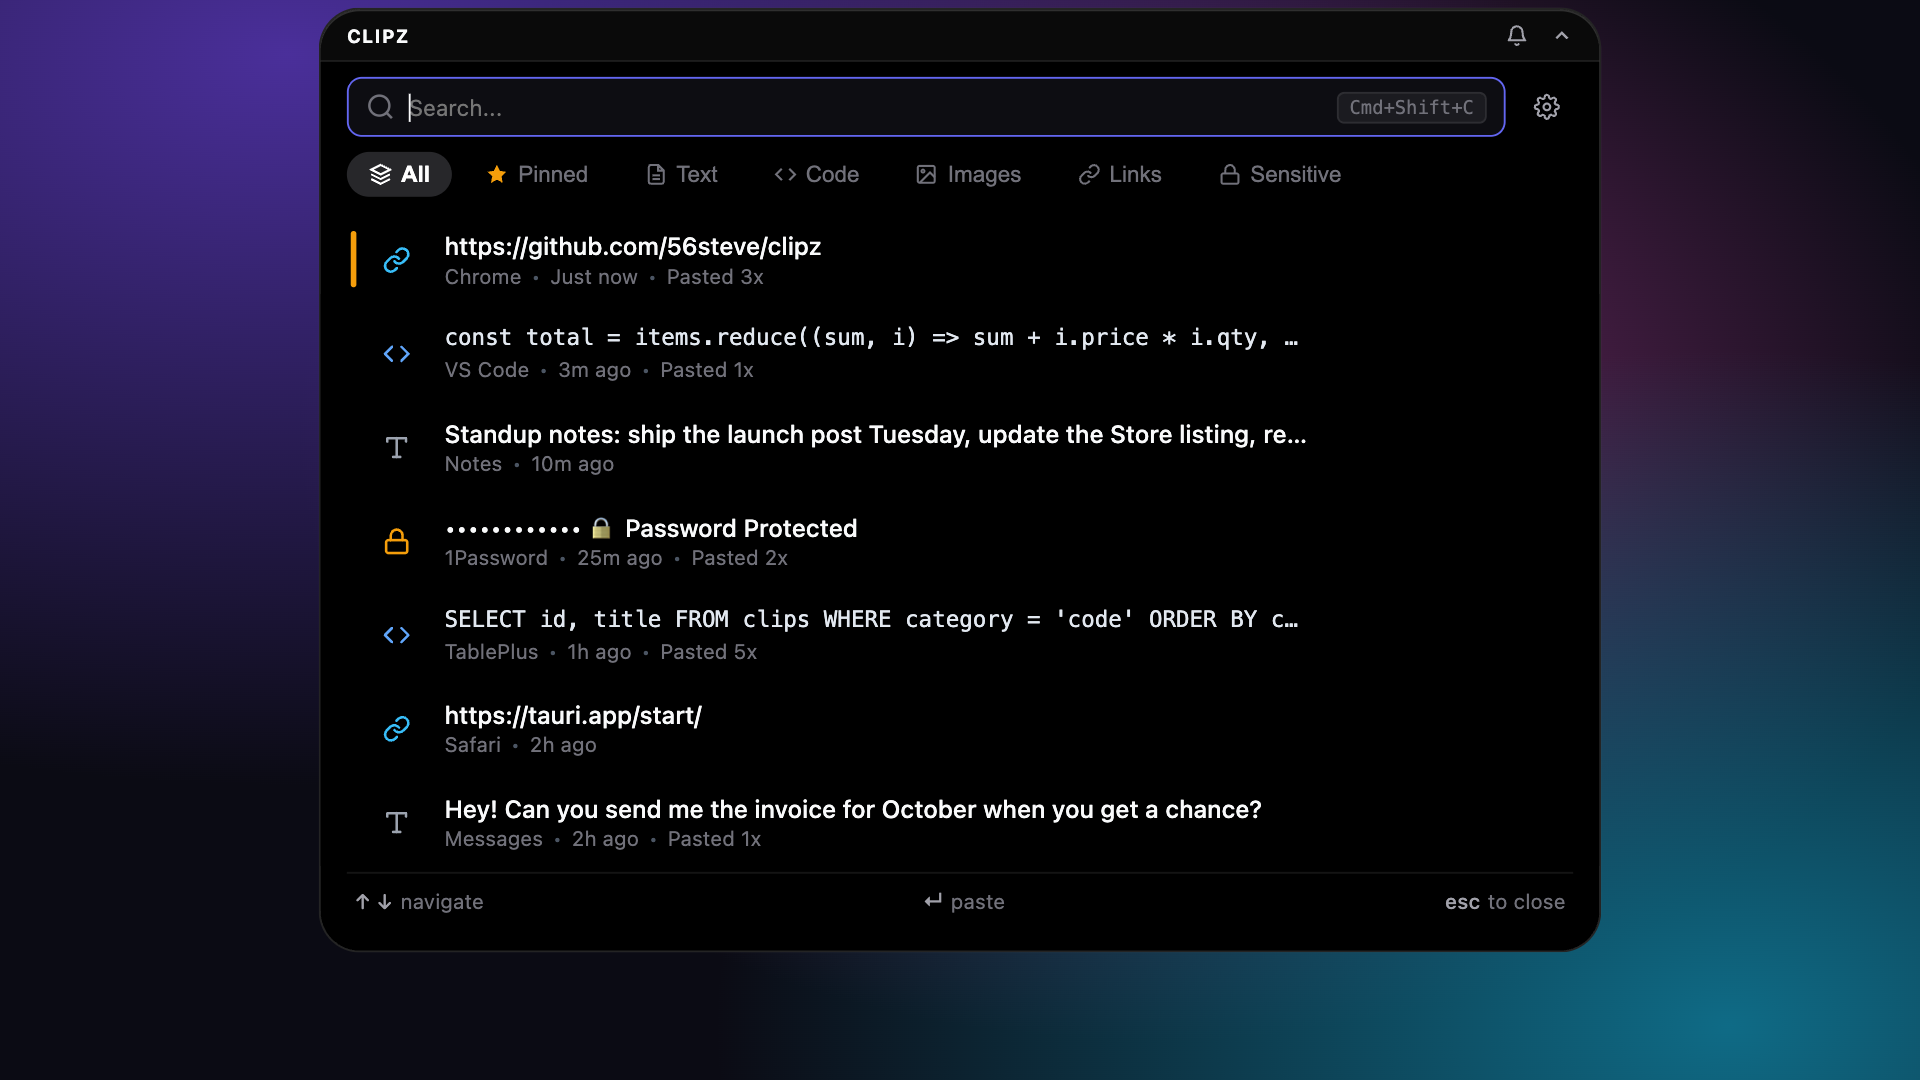 CLIPZ
Search...
Cmd+Shift+C
All
Pinned
Text
Code
Images
Links
Sensitive
https://github.com/56steve/clipz
Chrome • Just now • Pasted 3x
const total = items.reduce((sum, i) => sum + i.price * i.qty, …
VS Code • 3m ago • Pasted 1x
Standup notes: ship the launch post Tuesday, update the Store listing, re...
Notes • 10m ago
•••••••••••• 🔒 Password Protected
1Password • 25m ago • Pasted 2x
SELECT id, title FROM clips WHERE category = 'code' ORDER BY c…
TablePlus • 1h ago • Pasted 5x
https://tauri.app/start/
Safari • 2h ago
Hey! Can you send me the invoice for October when you get a chance?
Messages • 2h ago • Pasted 1x
↑↓ navigate
↵ paste
esc to close